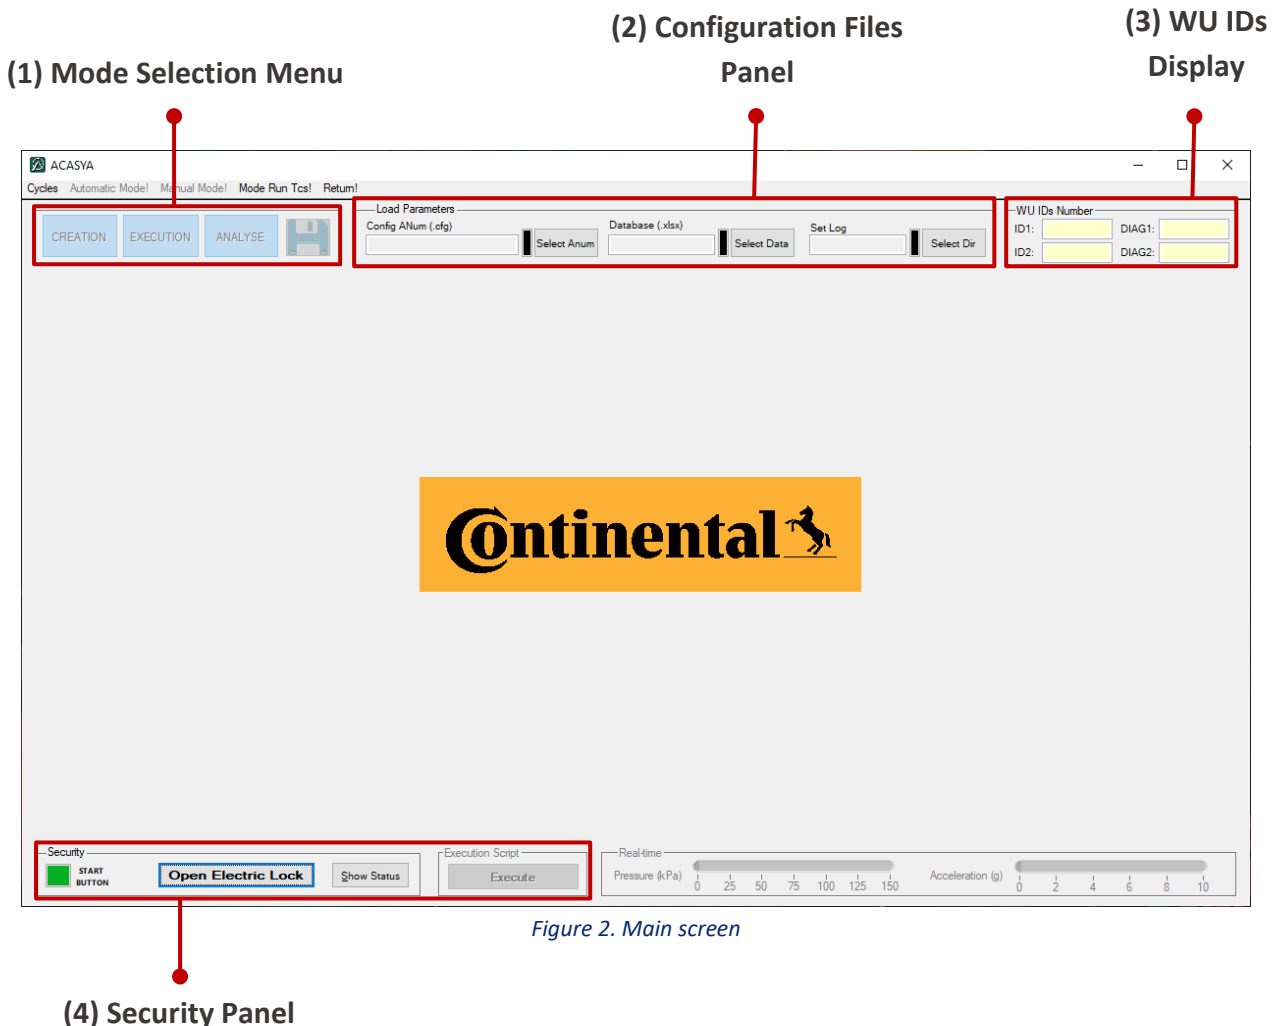 (2) Configuration Files
Panel
(3) WU IDs
Display
(1) Mode Selection Menu
ACASYA
Cycles Automatic Mode! Manual Mode! Mode Run Tcs! Return!
CREATION EXECUTION ANALYSE
Load Parameters
Config ANum (.cfg) Database (.xlsx) Set Log
Select Anum Select Data Select Dir
WU IDs Number
ID1: DIAG1:
ID2: DIAG2:
Continental
Security
START
BUTTON
Open Electric Lock Show Status
Execution Script
Execute
Real-time
Pressure (kPa) 0 25 50 75 100 125 150 Acceleration (g) 0 2 4 6 8 10
Figure 2. Main screen
(4) Security Panel